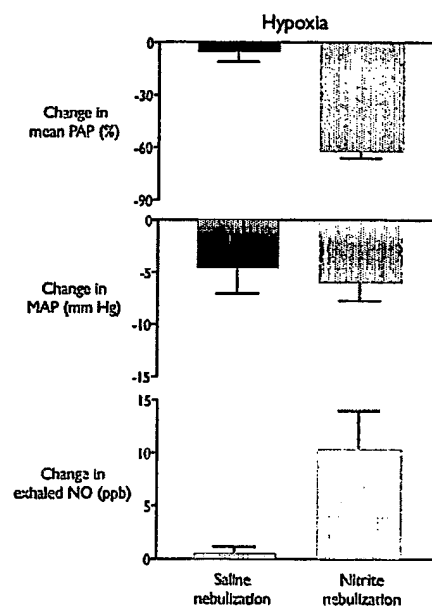 Hypoxia
0
-30
-60
-90
Change in
mean PAP (%)
0
-5
-10
-15
Change in
MAP (mm Hg)
15
10
5
0
Change in
exhaled NO (ppb)
Saline
nebulization
Nitrite
nebulization